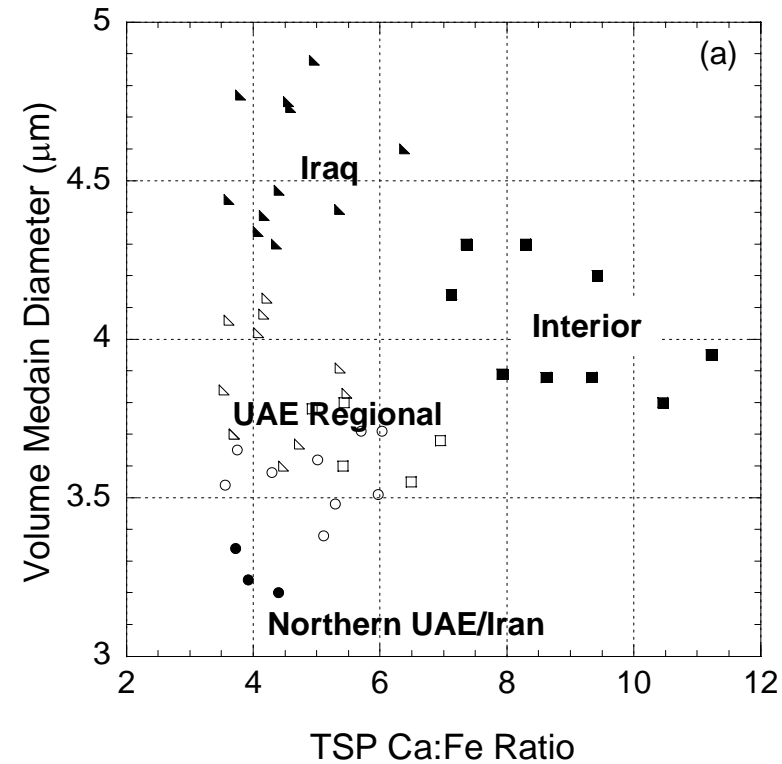 (a)
Volume Medain Diameter (μm)
5
4.5
4
3.5
3
Iraq
Interior
UAE Regional
Northern UAE/Iran
2 4 6 8 10 12
TSP Ca:Fe Ratio